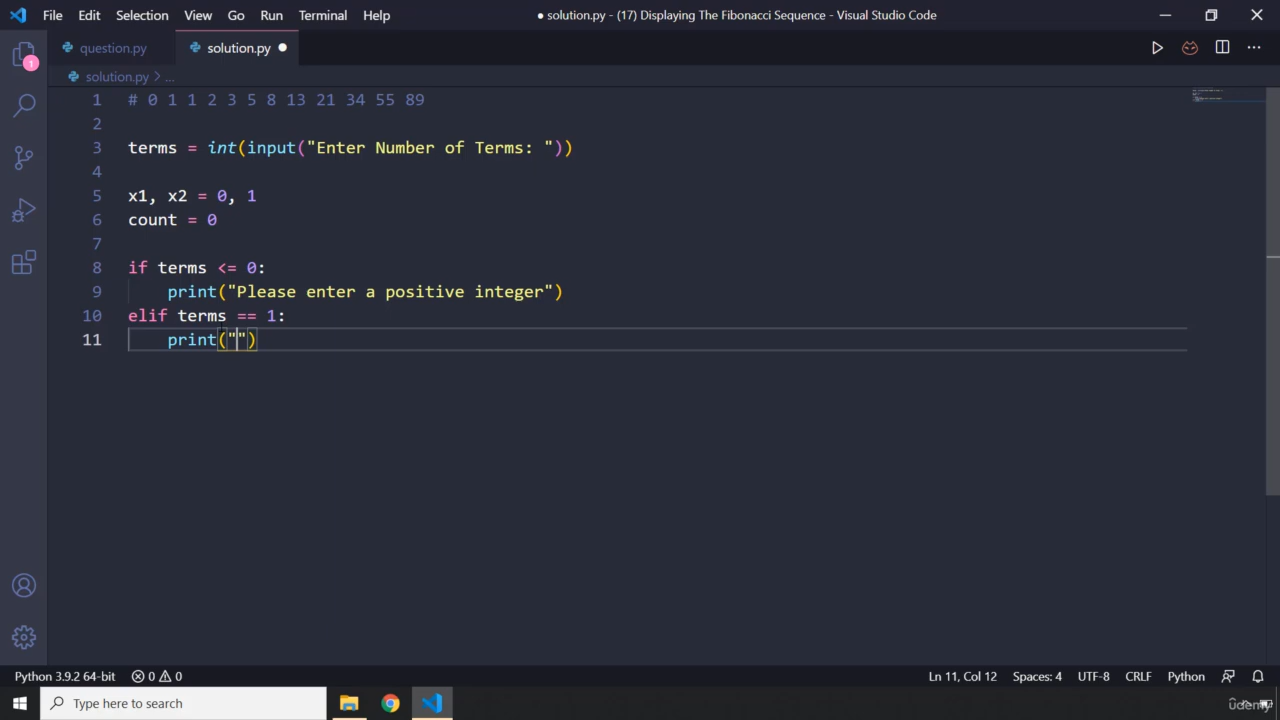 File Edit Selection View Go Run Terminal Help
● solution.py - (17) Displaying The Fibonacci Sequence - Visual Studio Code
question.py solution.py ●
solution.py > ...
1 # 0 1 1 2 3 5 8 13 21 34 55 89
2
3 terms = int(input("Enter Number of Terms: "))
4
5 x1, x2 = 0, 1
6 count = 0
7
8 if terms <= 0:
9 print("Please enter a positive integer")
10 elif terms == 1:
11 print("")
1
Python 3.9.2 64-bit 0 0 Ln 11, Col 12 Spaces: 4 UTF-8 CRLF Python
Type here to search
udemy